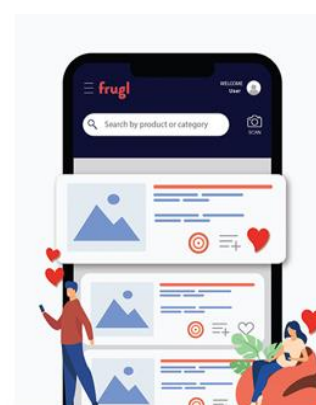 frugl
WELCOME
User
Search by product or category
SCAN